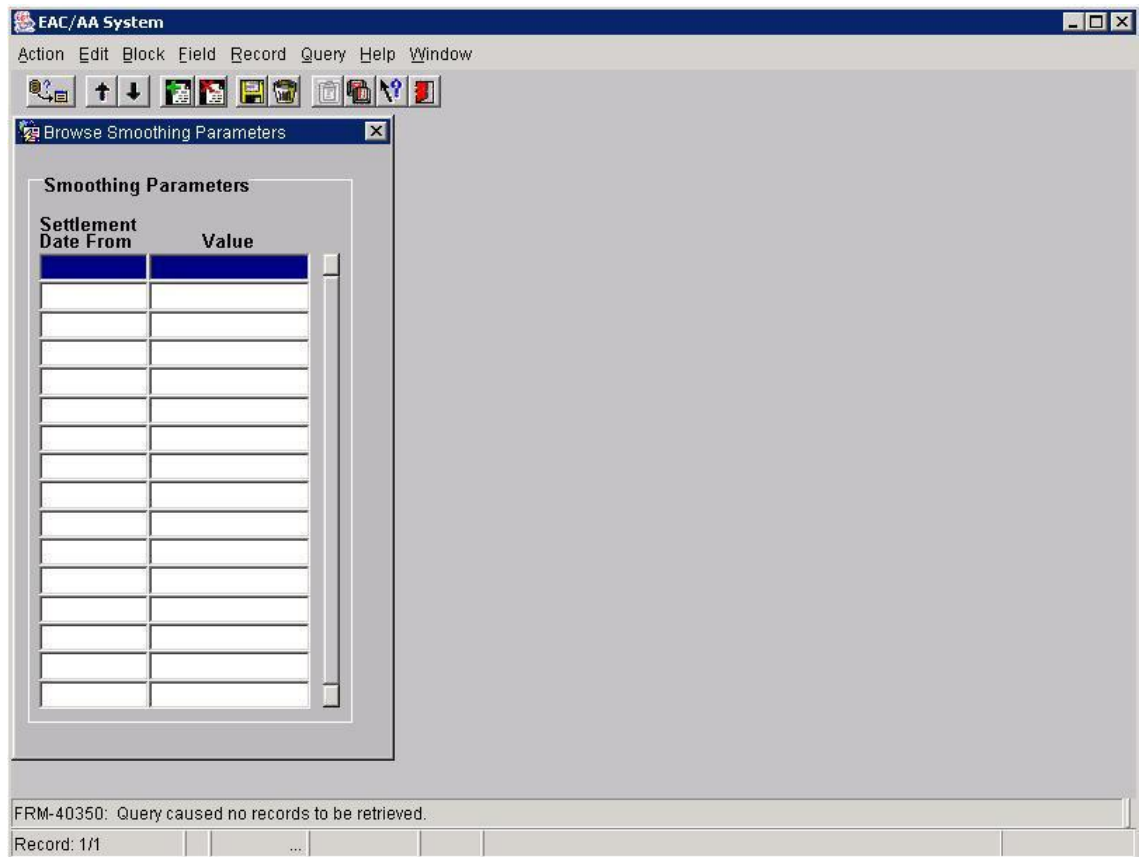 EAC/AA System
Action Edit Block Field Record Query Help Window
Browse Smoothing Parameters
Smoothing Parameters
Settlement
Date From Value
FRM-40350: Query caused no records to be retrieved.
Record: 1/1 ...